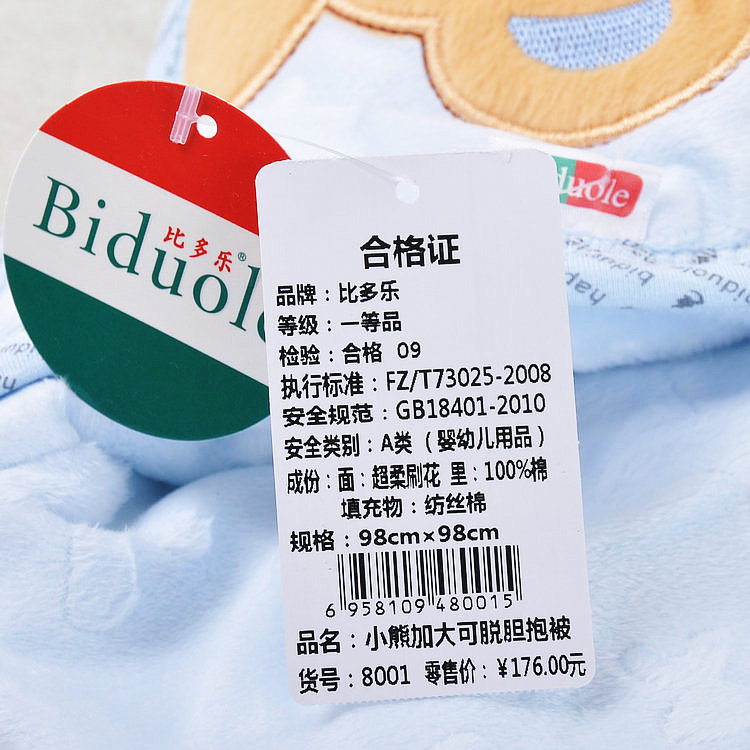 Biduole
比多乐®
duole
biduole
合格证
品牌：比多乐
等级：一等品
检验：合格 09
执行标准：FZ/T73025-2008
安全规范：GB18401-2010
安全类别：A类（婴幼儿用品）
成份：面：超柔刷花 里：100%棉
填充物：纺丝棉
规格：98cm×98cm
6 958109 480015
品名：小熊加大可脱胆抱被
货号：8001 零售价：¥176.00元